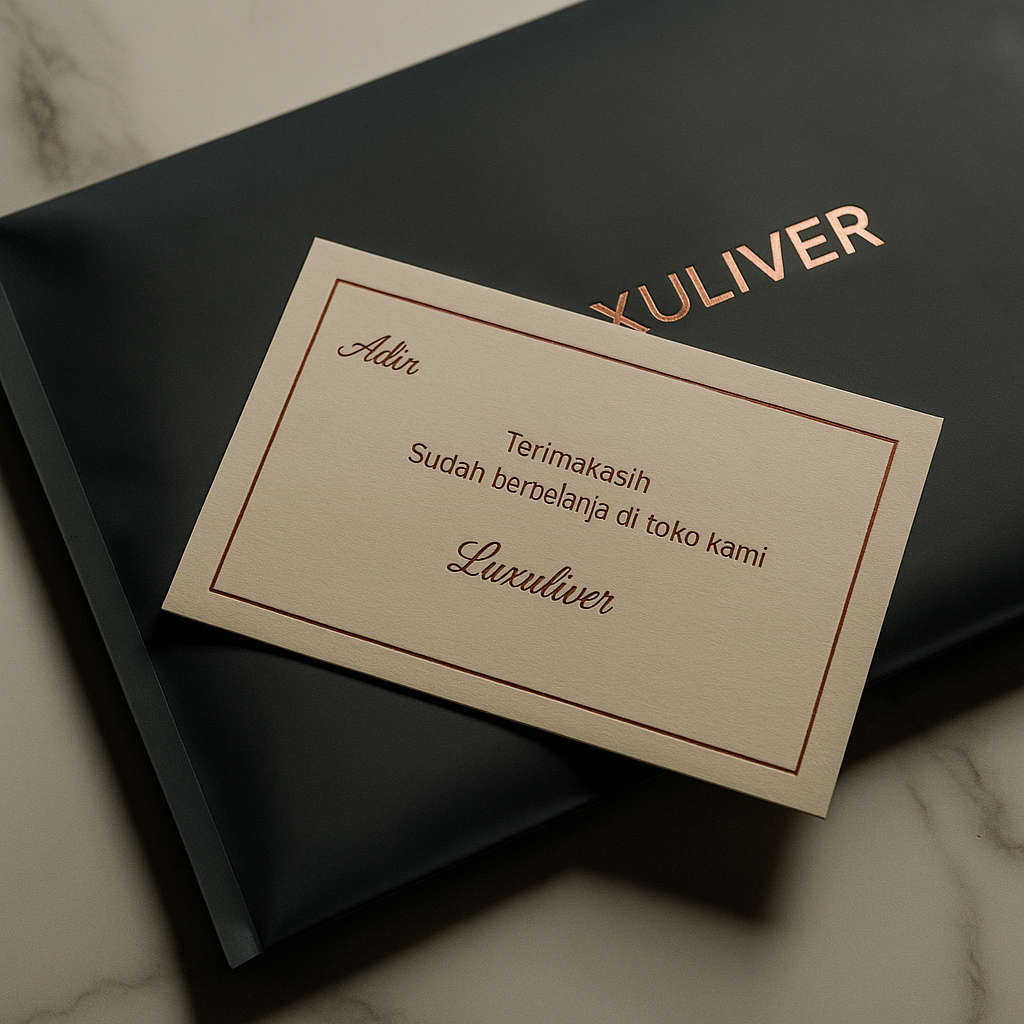 XULIVER
Adir
Terimakasih
Sudah berbelanja di toko kami
Luxuliver